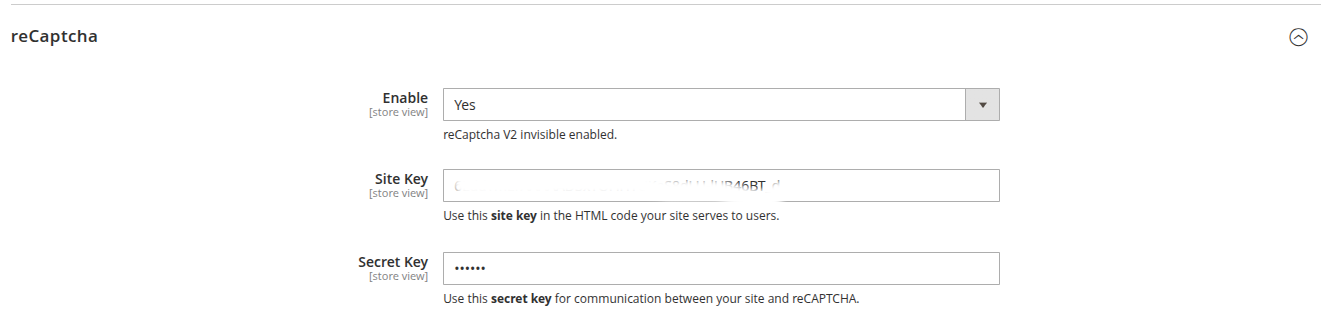 reCaptcha
Enable
[store view]
Yes
reCaptcha V2 invisible enabled.
Site Key
[store view]
Use this site key in the HTML code your site serves to users.
Secret Key
[store view]
••••••
Use this secret key for communication between your site and reCAPTCHA.